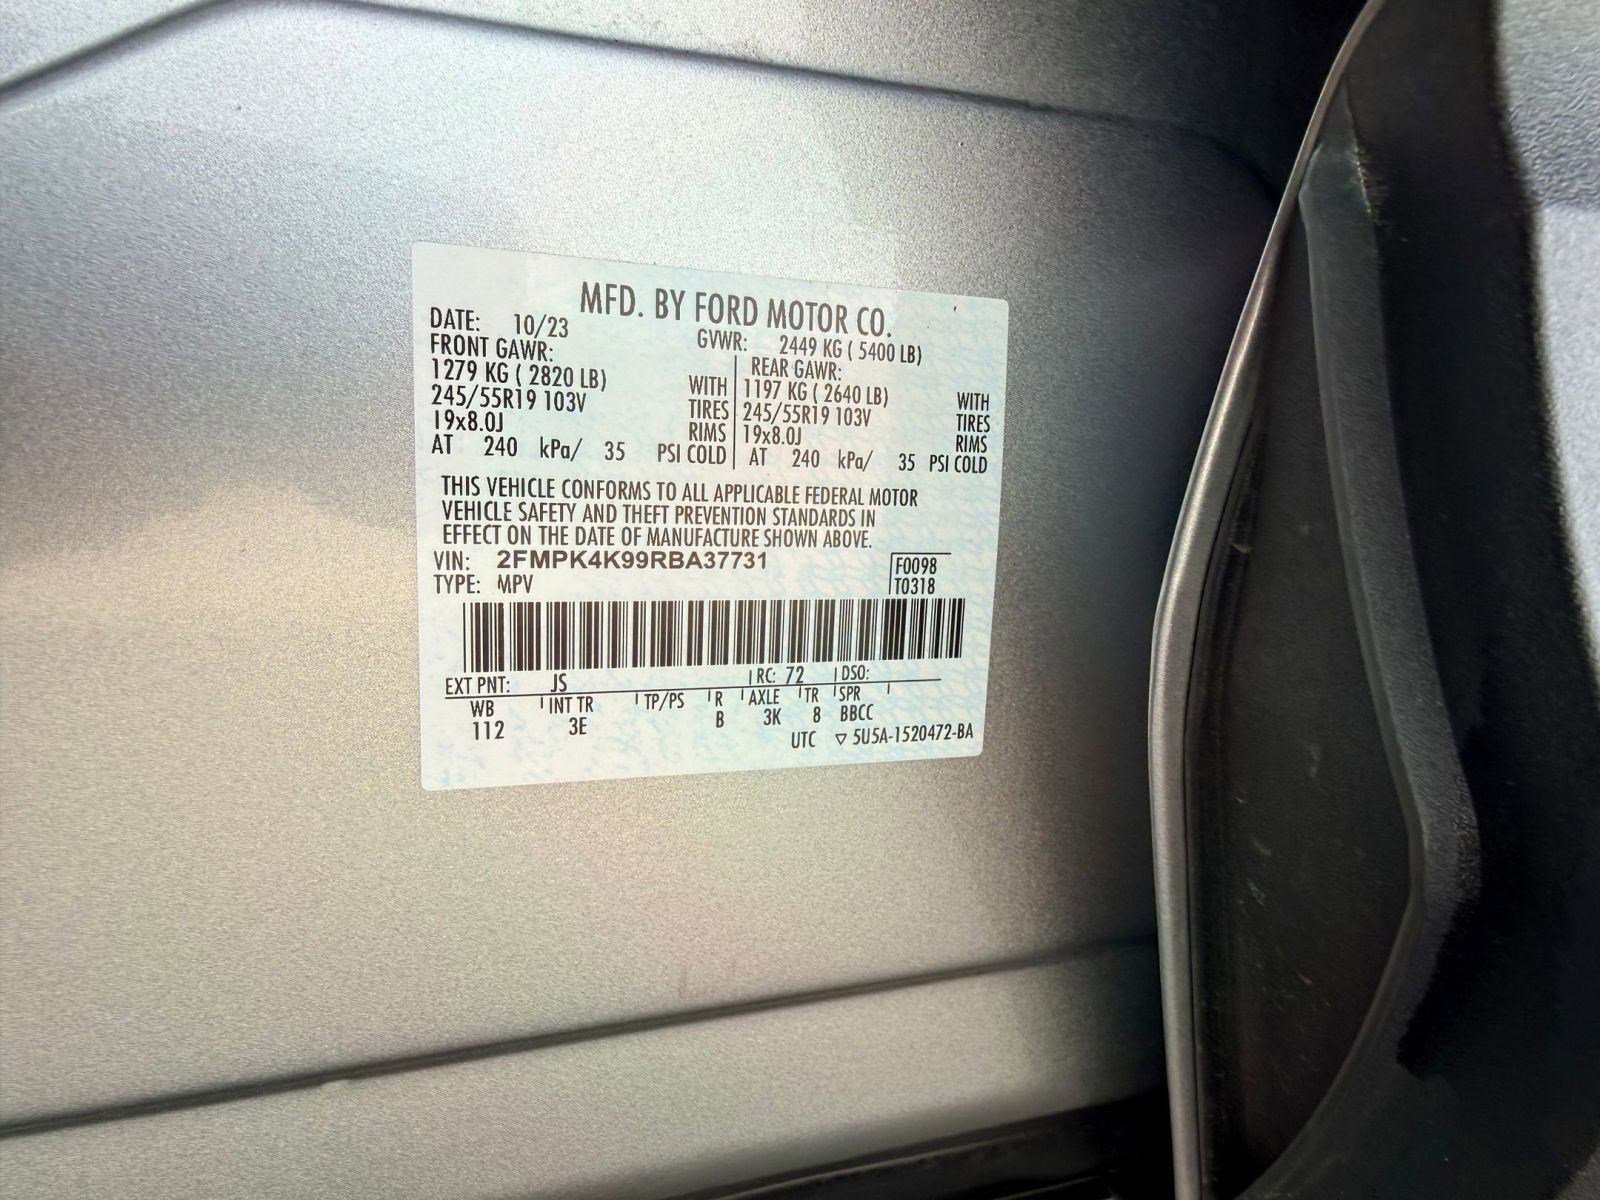 MFD. BY FORD MOTOR CO.
DATE: 10/23 GVWR: 2449 KG ( 5400 LB)
FRONT GAWR: REAR GAWR:
1279 KG ( 2820 LB) WITH 1197 KG ( 2640 LB) WITH
245/55R19 103V TIRES 245/55R19 103V TIRES
19x8.0J RIMS 19x8.0J RIMS
AT 240 kPa/ 35 PSI COLD AT 240 kPa/ 35 PSI COLD
THIS VEHICLE CONFORMS TO ALL APPLICABLE FEDERAL MOTOR
VEHICLE SAFETY AND THEFT PREVENTION STANDARDS IN
EFFECT ON THE DATE OF MANUFACTURE SHOWN ABOVE.
VIN: 2FMPK4K99RBA37731 F0098
TYPE: MPV T0318
EXT PNT: JS RC: 72 DSO:
WB INT TR TP/PS R AXLE TR SPR
112 3E B 3K 8 BBCC
UTC ▽ 5U5A-1520472-BA